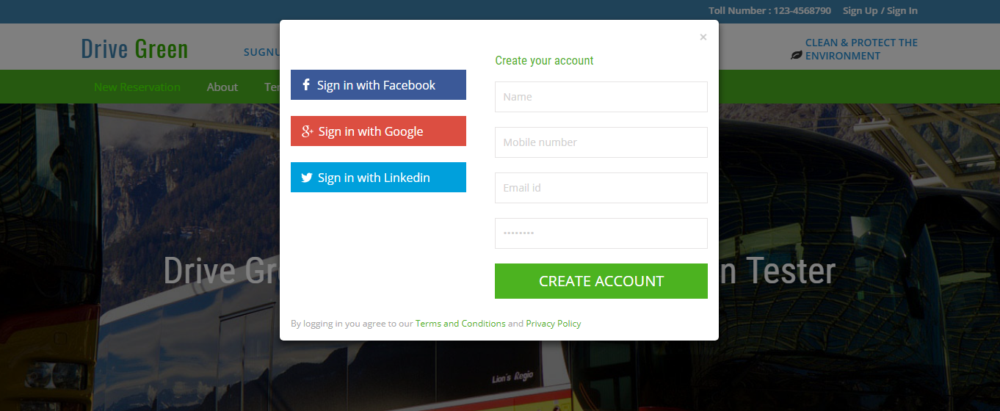 Toll Number : 123-4568790 Sign Up / Sign In
Drive Green
SUGNU
CLEAN & PROTECT THE
ENVIRONMENT
New Reservation About Te
×
Sign in with Facebook
Sign in with Google
Sign in with Linkedin
Create your account
Name
Mobile number
Email id
••••••••
CREATE ACCOUNT
By logging in you agree to our Terms and Conditions and Privacy Policy
Drive Gr
n Tester
Lion's Regio